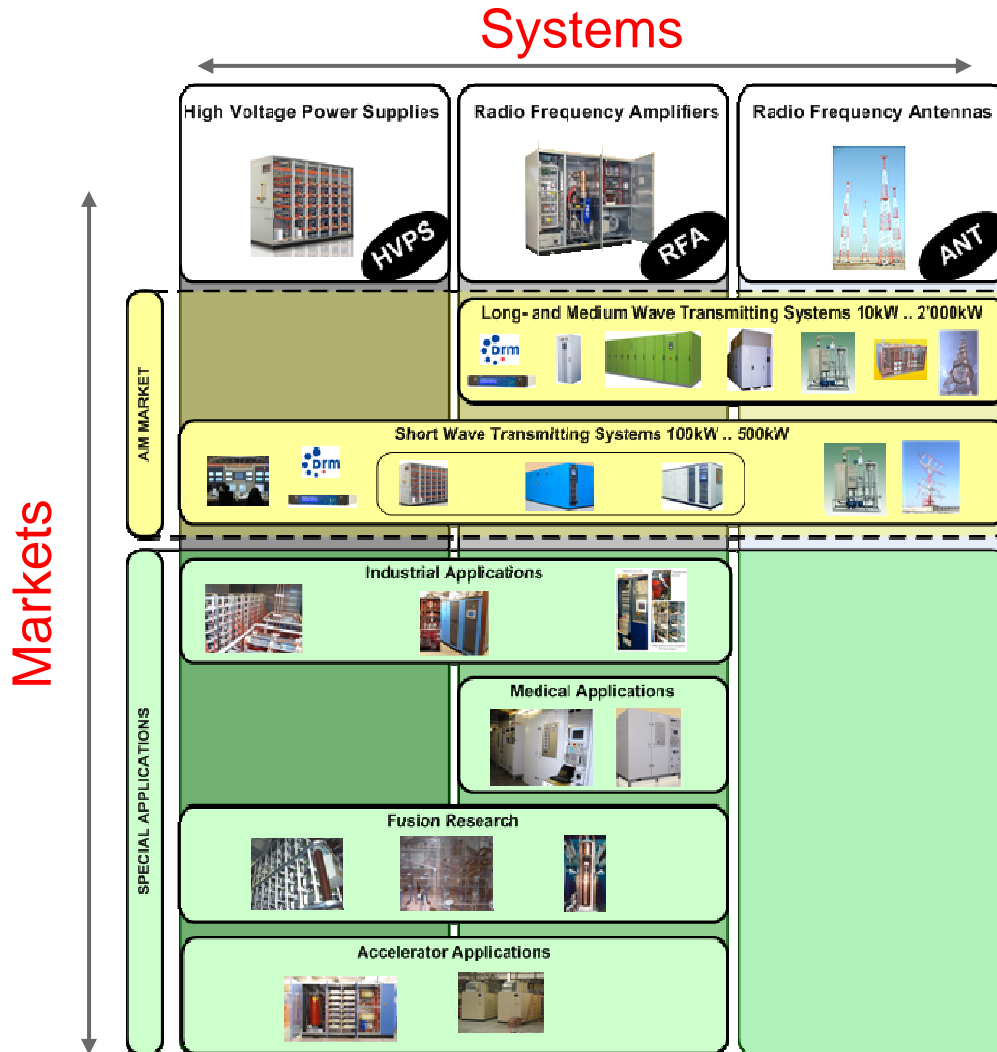 Systems
High Voltage Power Supplies
Radio Frequency Amplifiers
Radio Frequency Antennas
HVPS
RFA
ANT
Markets
AM MARKET
Long- and Medium Wave Transmitting Systems 10kW .. 2'000kW
DRM
Short Wave Transmitting Systems 100kW .. 500kW
DRM
SPECIAL APPLICATIONS
Industrial Applications
Medical Applications
Fusion Research
Accelerator Applications